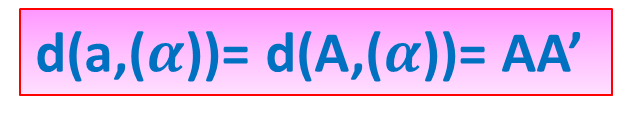 d(a,(𝛼))= d(A,(𝛼))= AA’